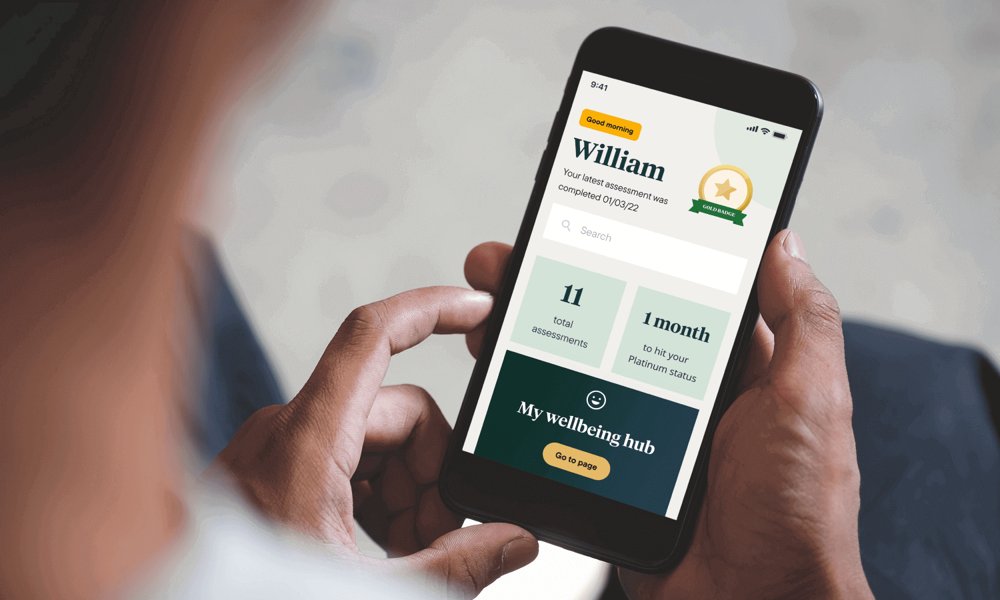 9:41
Good morning
William
Your latest assessment was
completed 01/03/22
GOLD BADGE
Search
11
total
assessments
1 month
to hit your
Platinum status
My wellbeing hub
Go to page